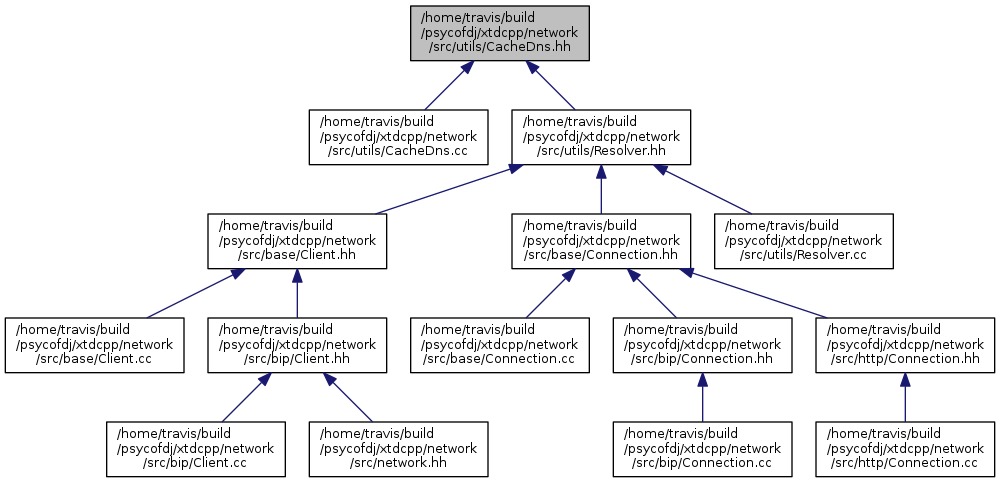 /home/travis/build
/psycofdj/xtdcpp/network
/src/utils/CacheDns.hh
/home/travis/build
/psycofdj/xtdcpp/network
/src/utils/CacheDns.cc
/home/travis/build
/psycofdj/xtdcpp/network
/src/utils/Resolver.hh
/home/travis/build
/psycofdj/xtdcpp/network
/src/base/Client.hh
/home/travis/build
/psycofdj/xtdcpp/network
/src/base/Connection.hh
/home/travis/build
/psycofdj/xtdcpp/network
/src/utils/Resolver.cc
/home/travis/build
/psycofdj/xtdcpp/network
/src/base/Client.cc
/home/travis/build
/psycofdj/xtdcpp/network
/src/bip/Client.hh
/home/travis/build
/psycofdj/xtdcpp/network
/src/base/Connection.cc
/home/travis/build
/psycofdj/xtdcpp/network
/src/bip/Connection.hh
/home/travis/build
/psycofdj/xtdcpp/network
/src/http/Connection.hh
/home/travis/build
/psycofdj/xtdcpp/network
/src/bip/Client.cc
/home/travis/build
/psycofdj/xtdcpp/network
/src/network.hh
/home/travis/build
/psycofdj/xtdcpp/network
/src/bip/Connection.cc
/home/travis/build
/psycofdj/xtdcpp/network
/src/http/Connection.cc